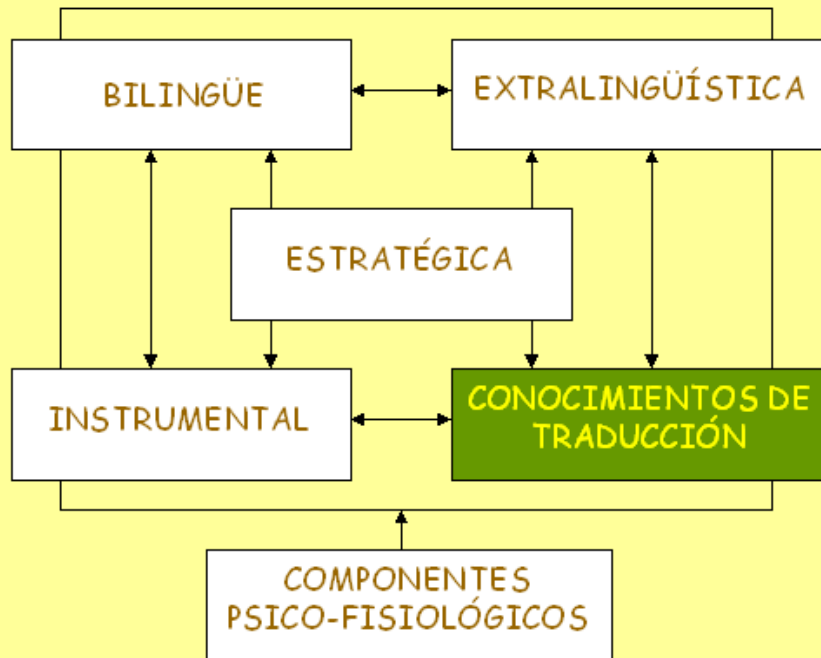 BILINGÜE
EXTRALINGÜÍSTICA
ESTRATÉGICA
INSTRUMENTAL
CONOCIMIENTOS DE
TRADUCCIÓN
COMPONENTES
PSICO-FISIOLÓGICOS